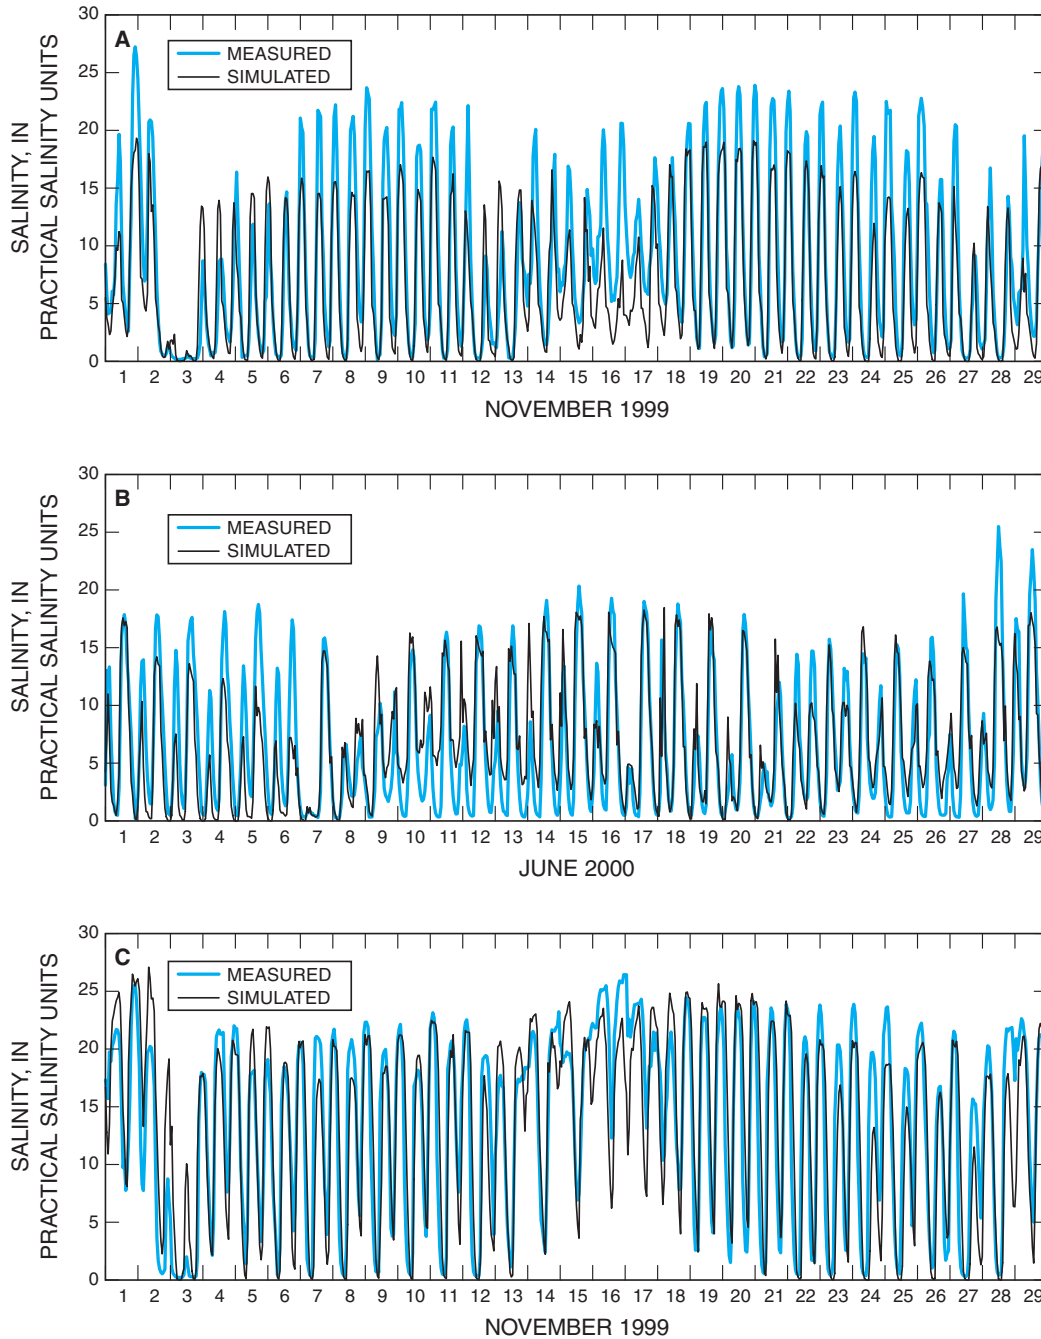 30
25
20
15
10
5
0
SALINITY, IN
PRACTICAL SALINITY UNITS
A
MEASURED
SIMULATED
1 2 3 4 5 6 7 8 9 10 11 12 13 14 15 16 17 18 19 20 21 22 23 24 25 26 27 28 29
NOVEMBER 1999
30
25
20
15
10
5
0
SALINITY, IN
PRACTICAL SALINITY UNITS
B
MEASURED
SIMULATED
1 2 3 4 5 6 7 8 9 10 11 12 13 14 15 16 17 18 19 20 21 22 23 24 25 26 27 28 29
JUNE 2000
30
25
20
15
10
5
0
SALINITY, IN
PRACTICAL SALINITY UNITS
C
MEASURED
SIMULATED
1 2 3 4 5 6 7 8 9 10 11 12 13 14 15 16 17 18 19 20 21 22 23 24 25 26 27 28 29
NOVEMBER 1999